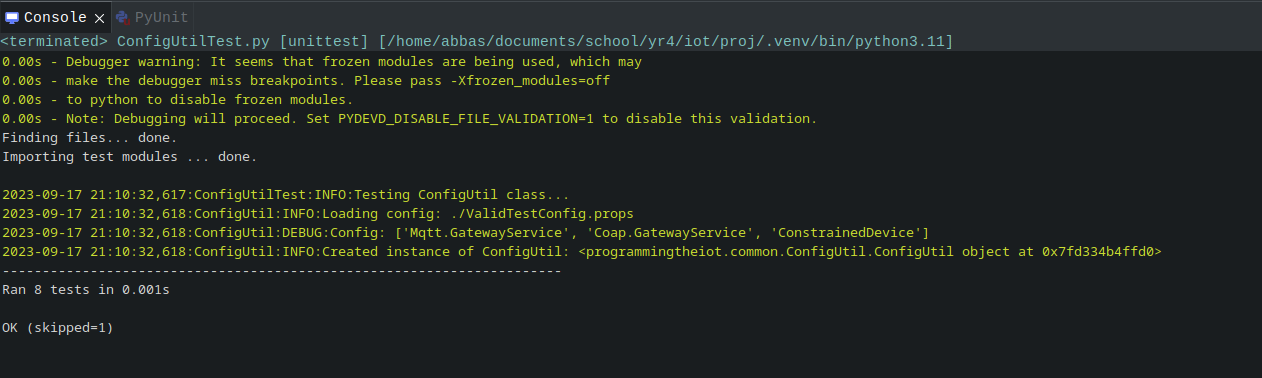 Console
PyUnit
<terminated> ConfigUtilTest.py [unittest] [/home/abbas/documents/school/yr4/iot/proj/.venv/bin/python3.11]
0.00s - Debugger warning: It seems that frozen modules are being used, which may
0.00s - make the debugger miss breakpoints. Please pass -Xfrozen_modules=off
0.00s - to python to disable frozen modules.
0.00s - Note: Debugging will proceed. Set PYDEVD_DISABLE_FILE_VALIDATION=1 to disable this validation.
Finding files... done.
Importing test modules ... done.

2023-09-17 21:10:32,617:ConfigUtilTest:INFO:Testing ConfigUtil class...
2023-09-17 21:10:32,618:ConfigUtil:INFO:Loading config: ./ValidTestConfig.props
2023-09-17 21:10:32,618:ConfigUtil:DEBUG:Config: ['Mqtt.GatewayService', 'Coap.GatewayService', 'ConstrainedDevice']
2023-09-17 21:10:32,618:ConfigUtil:INFO:Created instance of ConfigUtil: <programmingtheiot.common.ConfigUtil.ConfigUtil object at 0x7fd334b4ffd0>
----------------------------------------------------------------------
Ran 8 tests in 0.001s

OK (skipped=1)